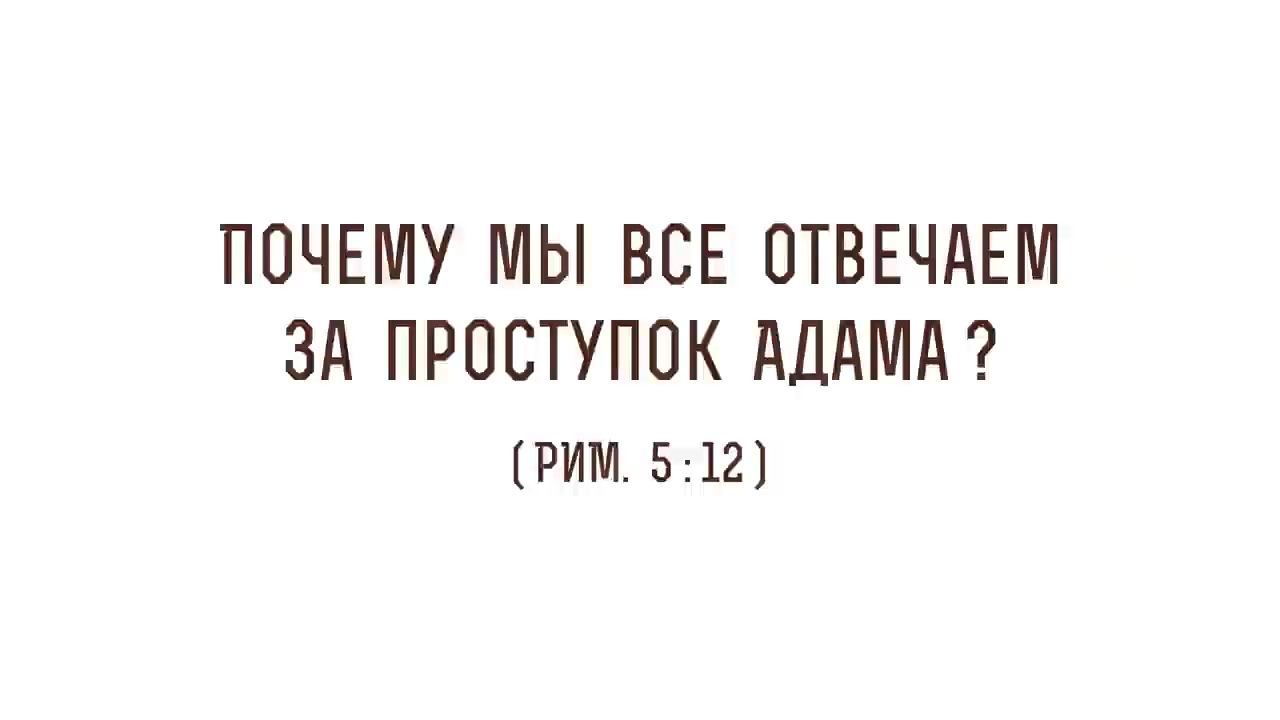 ПОЧЕМУ МЫ ВСЕ ОТВЕЧАЕМ
ЗА ПРОСТУПОК АДАМА ?
(РИМ. 5:12)